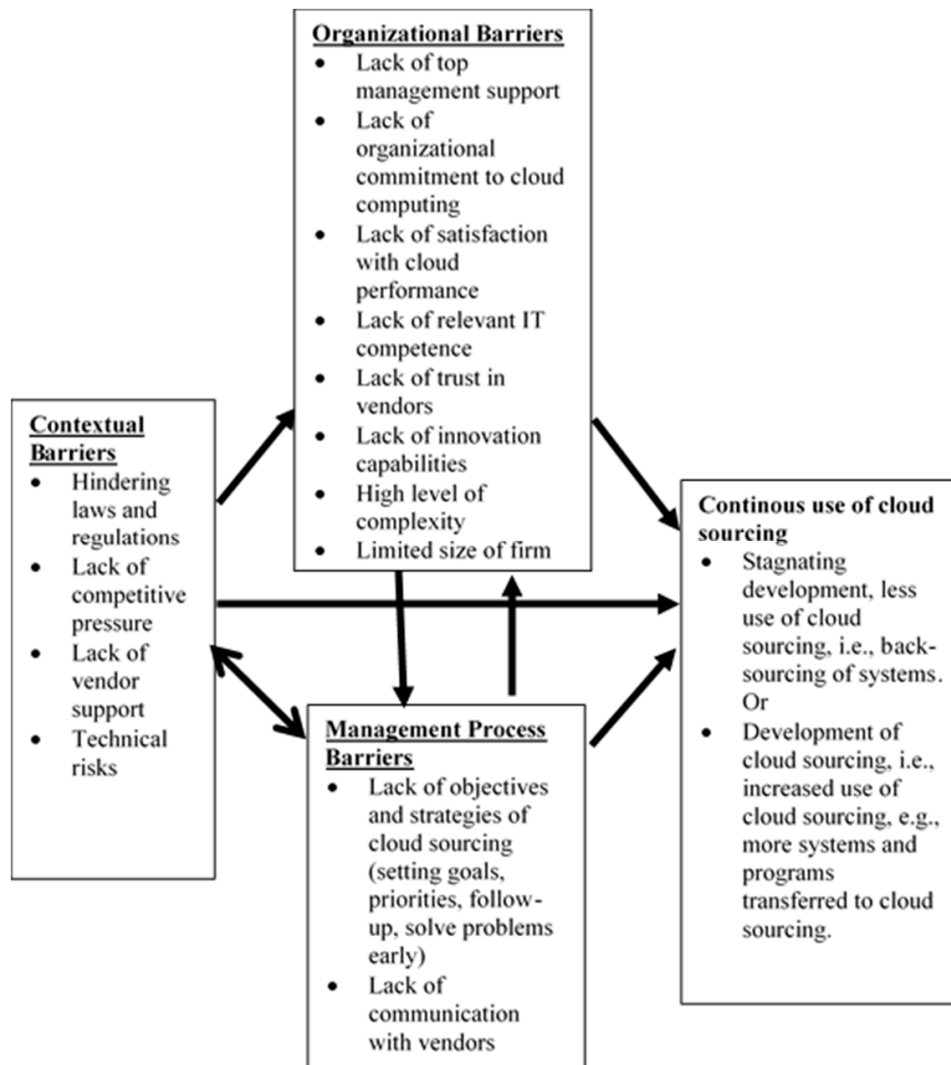 Organizational Barriers
• Lack of top
management support
• Lack of
organizational
commitment to cloud
computing
• Lack of satisfaction
with cloud
performance
• Lack of relevant IT
competence
• Lack of trust in
vendors
• Lack of innovation
capabilities
• High level of
complexity
• Limited size of firm
Contextual
Barriers
• Hindering
laws and
regulations
• Lack of
competitive
pressure
• Lack of
vendor
support
• Technical
risks
Management Process
Barriers
• Lack of objectives
and strategies of
cloud sourcing
(setting goals,
priorities, follow-
up, solve problems
early)
• Lack of
communication
with vendors
Continous use of cloud
sourcing
• Stagnating
development, less
use of cloud
sourcing, i.e., back-
sourcing of systems.
Or
• Development of
cloud sourcing, i.e.,
increased use of
cloud sourcing, e.g.,
more systems and
programs
transferred to cloud
sourcing.